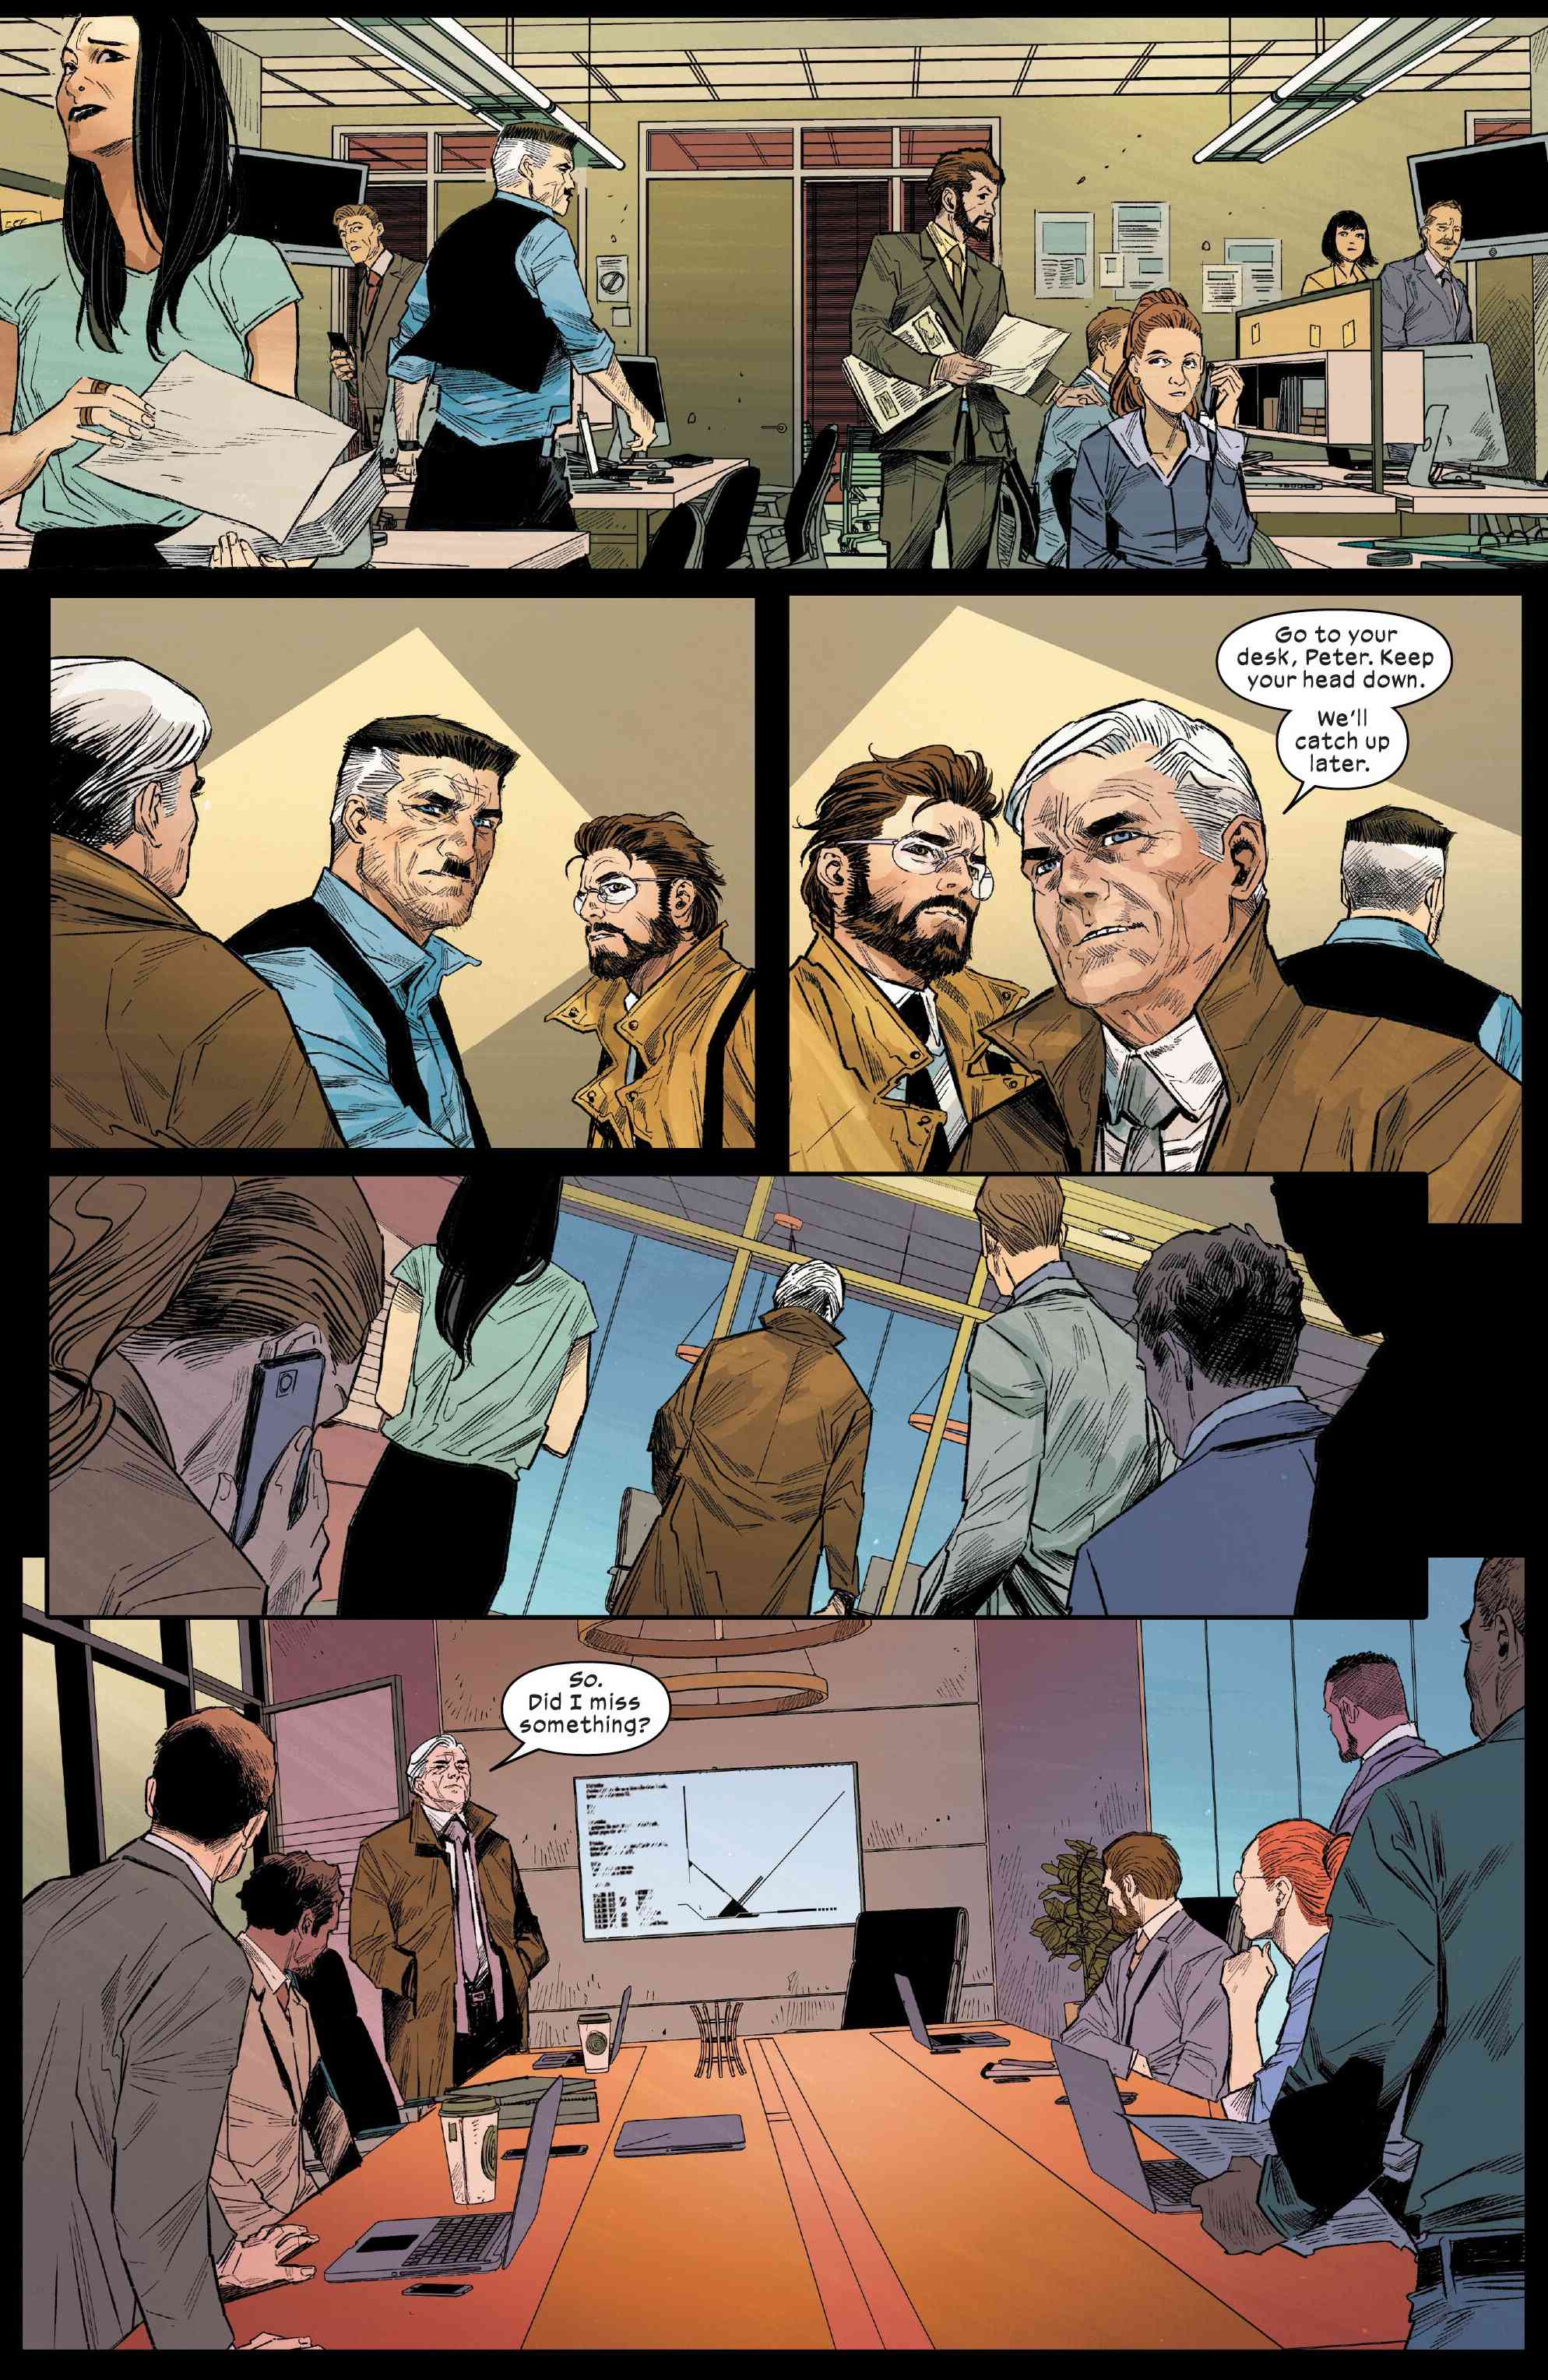 Go to your
desk, Peter. Keep
your head down.
We'll
catch up
later.
So.
Did I miss
something?